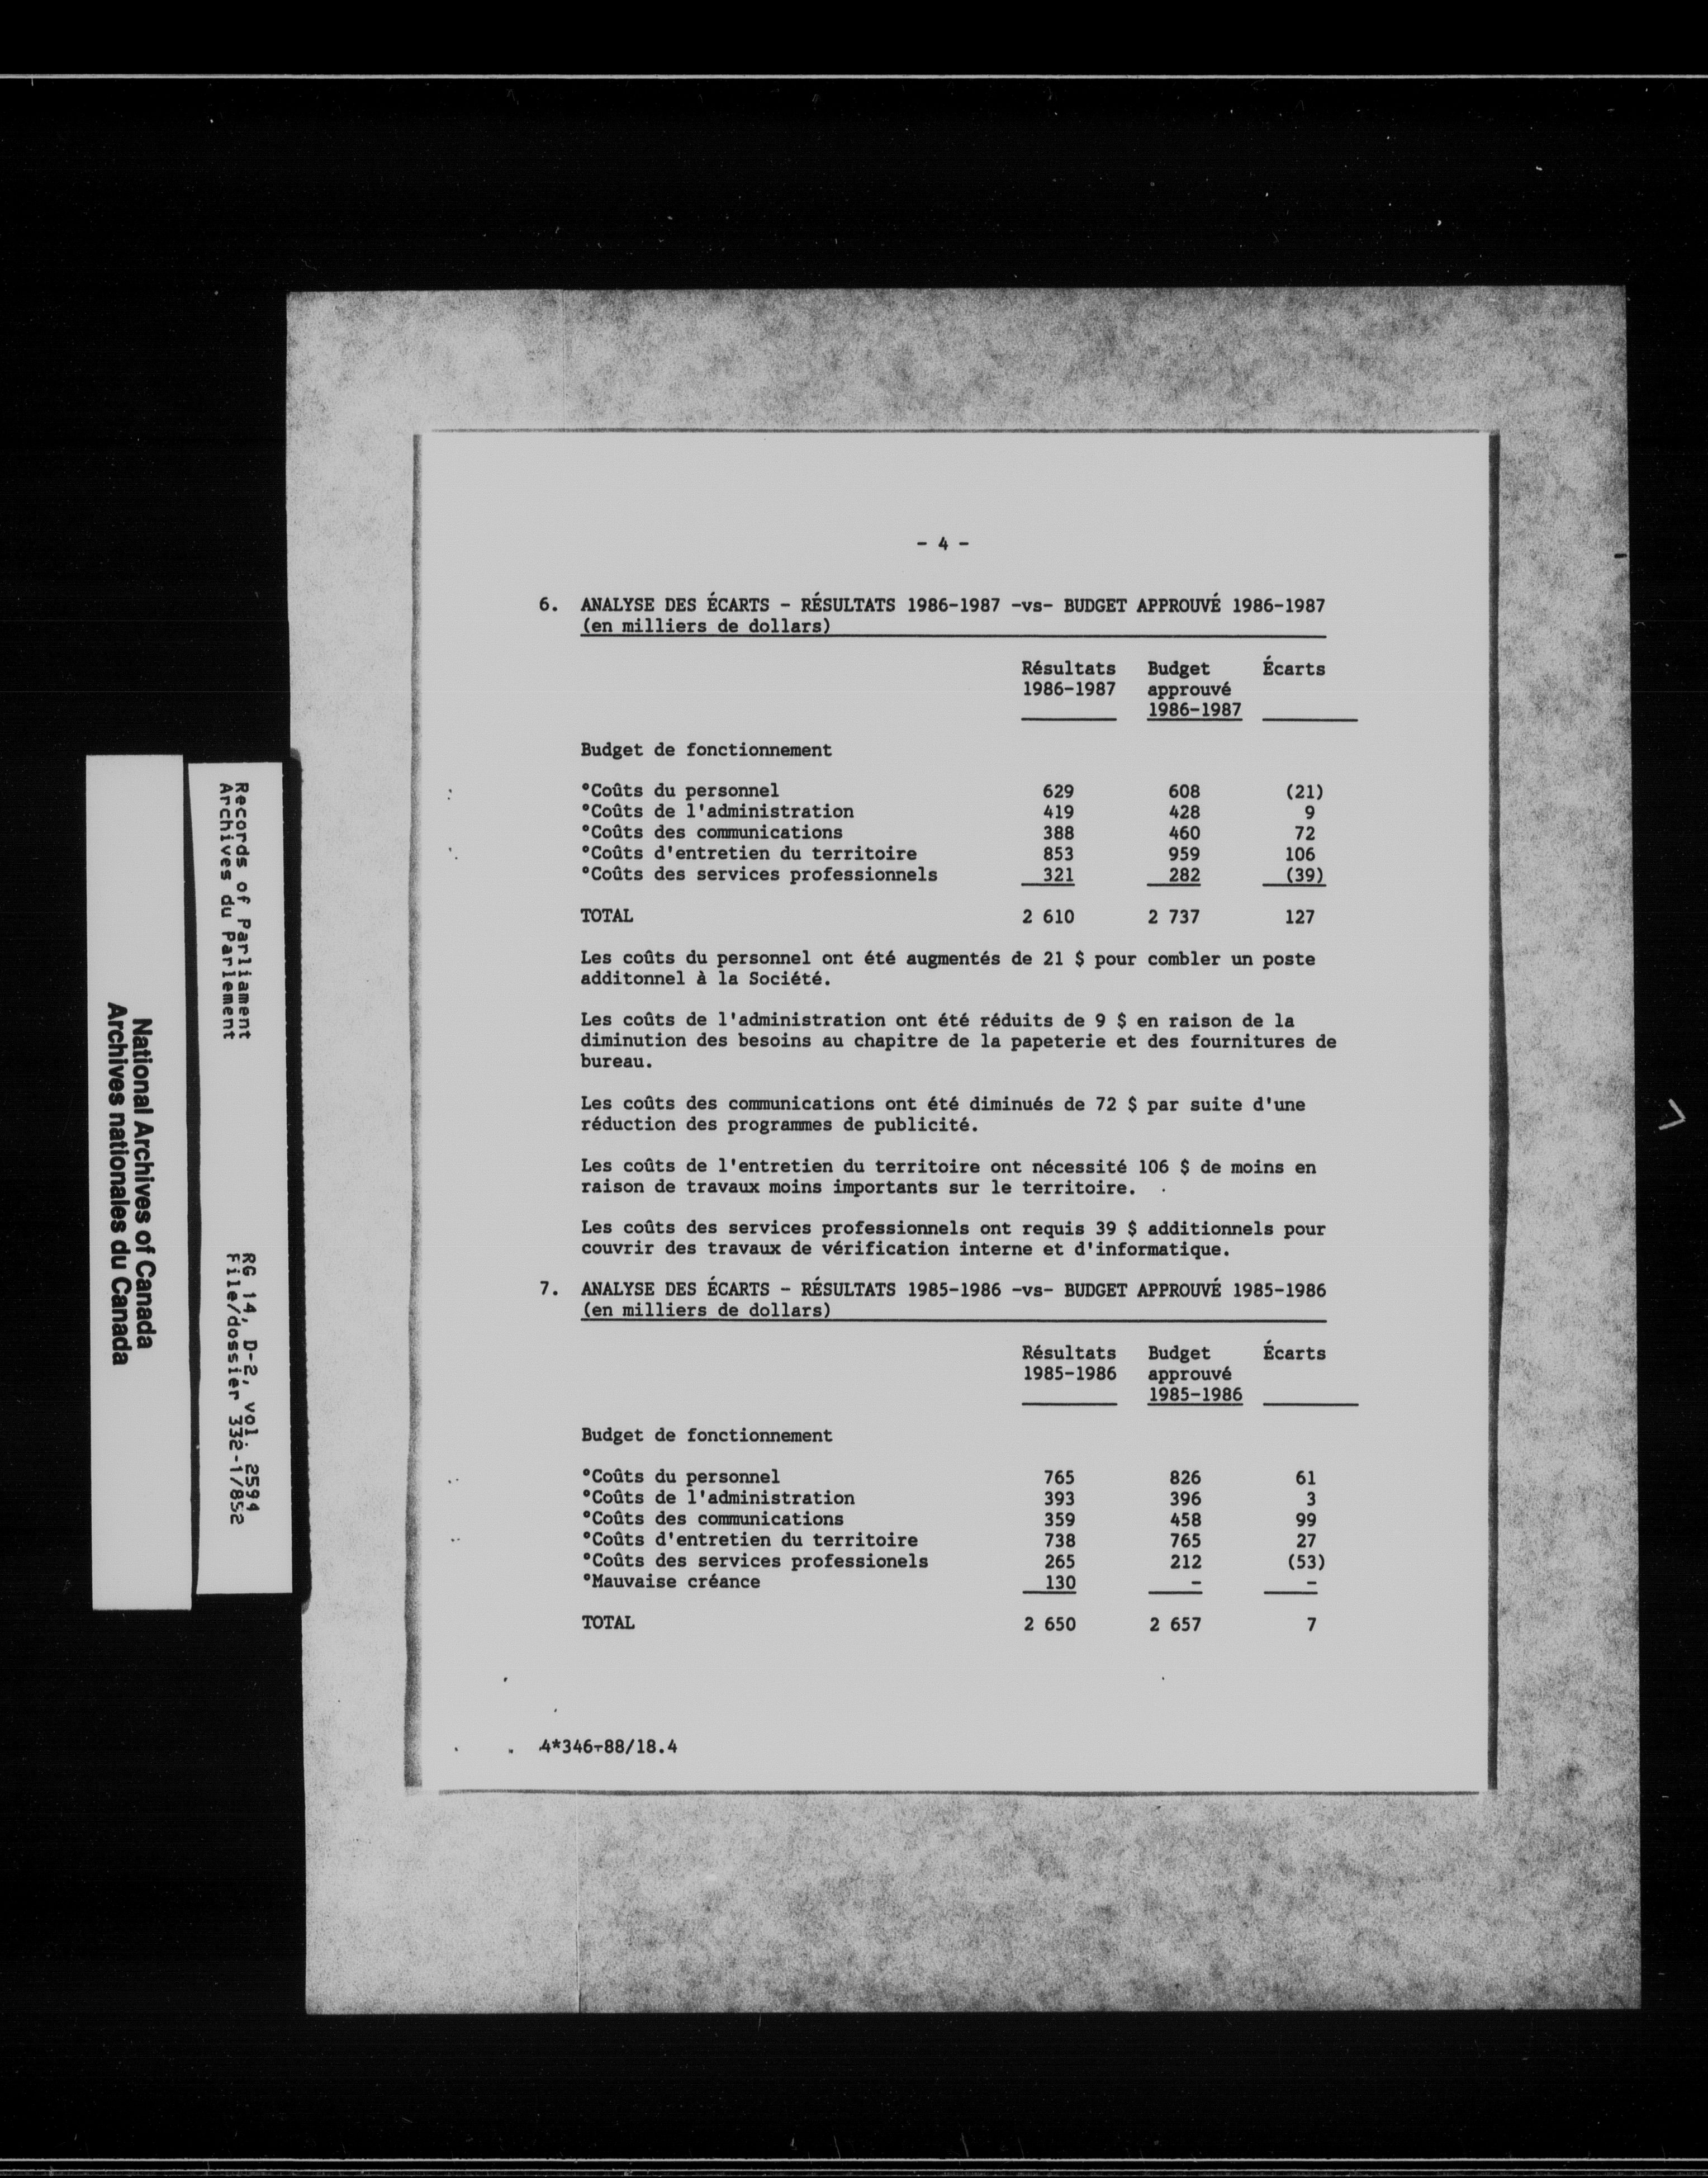 - 4 -
6. ANALYSE DES ÉCARTS - RÉSULTATS 1986-1987 -vs- BUDGET APPROUVÉ 1986-1987
(en milliers de dollars)
Résultats Budget Écarts
1986-1987 approuvé
1986-1987
Budget de fonctionnement
°Coûts du personnel 629 608 (21)
°Coûts de l'administration 419 428 9
°Coûts des communications 388 460 72
°Coûts d'entretien du territoire 853 959 106
°Coûts des services professionnels 321 282 (39)
TOTAL 2 610 2 737 127
Les coûts du personnel ont été augmentés de 21 $ pour combler un poste
additonnel à la Société.
Les coûts de l'administration ont été réduits de 9 $ en raison de la
diminution des besoins au chapitre de la papeterie et des fournitures de
bureau.
Les coûts des communications ont été diminués de 72 $ par suite d'une
réduction des programmes de publicité.
Les coûts de l'entretien du territoire ont nécessité 106 $ de moins en
raison de travaux moins importants sur le territoire.
Les coûts des services professionnels ont requis 39 $ additionnels pour
couvrir des travaux de vérification interne et d'informatique.
7. ANALYSE DES ÉCARTS - RÉSULTATS 1985-1986 -vs- BUDGET APPROUVÉ 1985-1986
(en milliers de dollars)
Résultats Budget Écarts
1985-1986 approuvé
1985-1986
Budget de fonctionnement
°Coûts du personnel 765 826 61
°Coûts de l'administration 393 396 3
°Coûts des communications 359 458 99
°Coûts d'entretien du territoire 738 765 27
°Coûts des services professionels 265 212 (53)
°Mauvaise créance 130 - -
TOTAL 2 650 2 657 7
4*346-88/18.4
Records of Parliament RG 14, D-2, vol. 2594
Archives du Parlement File/dossier 332-1/852
National Archives of Canada
Archives nationales du Canada